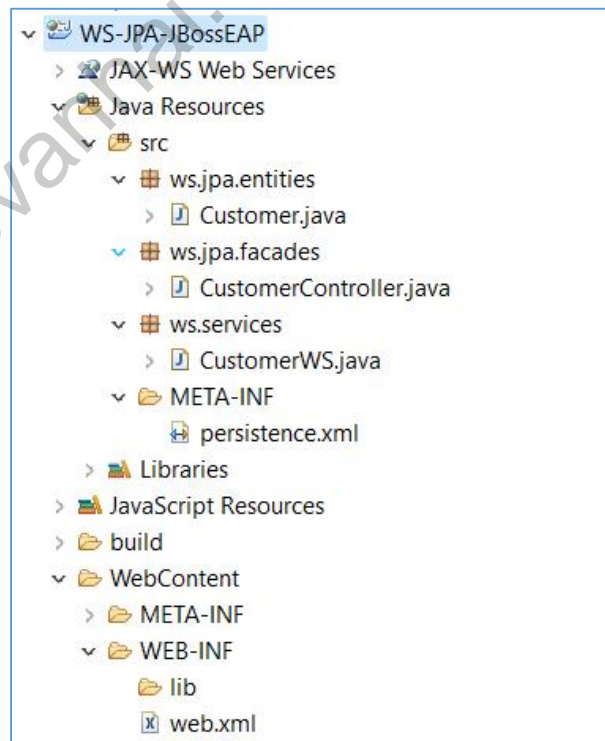 WS-JPA-JBossEAP
JAX-WS Web Services
Java Resources
src
ws.jpa.entities
Customer.java
ws.jpa.facades
CustomerController.java
ws.services
CustomerWS.java
META-INF
persistence.xml
Libraries
JavaScript Resources
build
WebContent
META-INF
WEB-INF
lib
web.xml